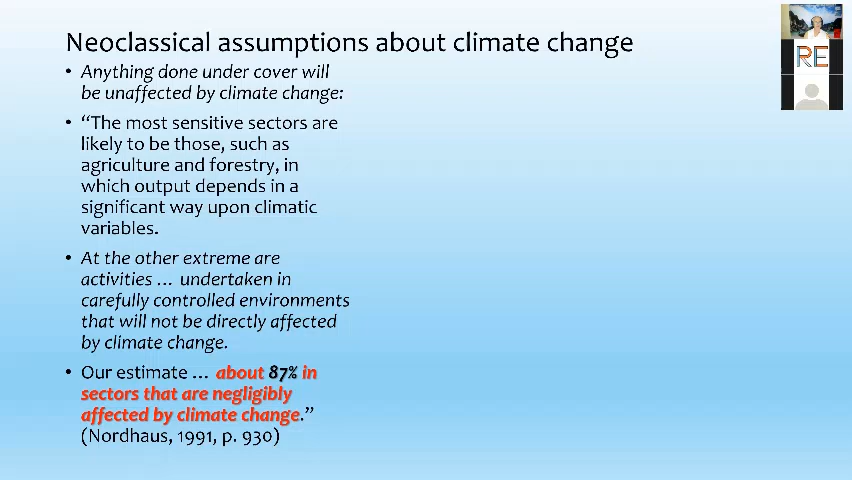 Neoclassical assumptions about climate change
• Anything done under cover will
be unaffected by climate change:
• “The most sensitive sectors are
likely to be those, such as
agriculture and forestry, in
which output depends in a
significant way upon climatic
variables.
• At the other extreme are
activities … undertaken in
carefully controlled environments
that will not be directly affected
by climate change.
• Our estimate … about 87% in
sectors that are negligibly
affected by climate change.”
(Nordhaus, 1991, p. 930)
RE